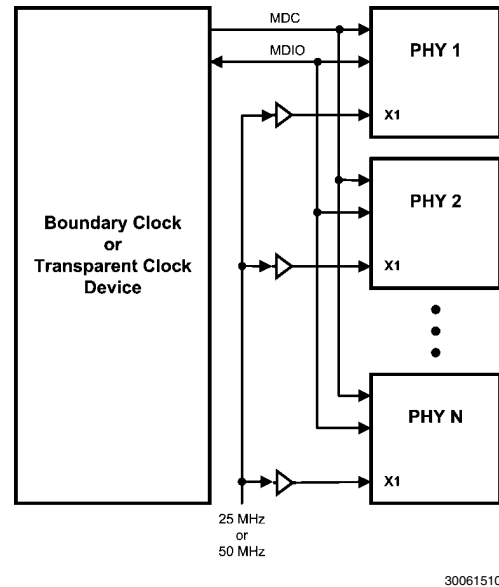 MDC
PHY 1
MDIO
X1
PHY 2
Boundary Clock
or
Transparent Clock
Device
X1
PHY N
X1
25 MHz
or
50 MHz
30061510